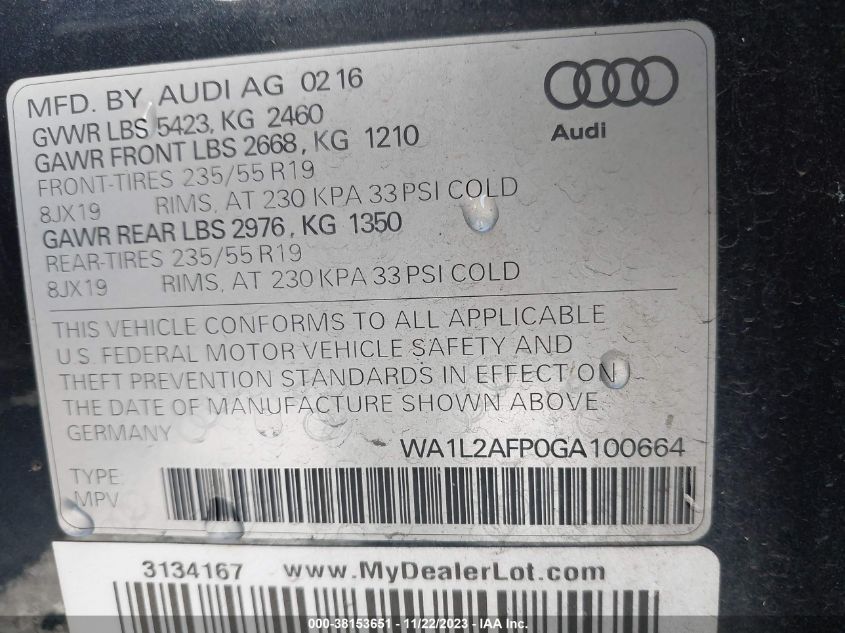 MFD. BY AUDI AG 02 16
GVWR LBS 5423, KG 2460
GAWR FRONT LBS 2668, KG 1210
FRONT-TIRES 235/55 R19
8JX19 RIMS, AT 230 KPA 33 PSI COLD
GAWR REAR LBS 2976, KG 1350
REAR-TIRES 235/55 R19
8JX19 RIMS, AT 230 KPA 33 PSI COLD
Audi
THIS VEHICLE CONFORMS TO ALL APPLICABLE
U.S. FEDERAL MOTOR VEHICLE SAFETY AND
THEFT PREVENTION STANDARDS IN EFFECT ON
THE DATE OF MANUFACTURE SHOWN ABOVE.
GERMANY
WA1L2AFP0GA100664
TYPE:
MPV
3134167 www.MyDealerLot.com
000-38153651 - 11/22/2023 - IAA Inc.